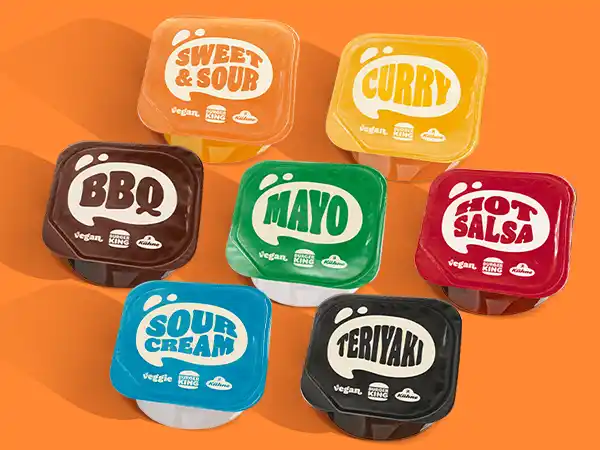 SWEET
& SOUR
vegan
BURGER
KING
Kühne
CURRY
vegan
BURGER
KING
Kühne
BBQ
vegan
BURGER
KING
Kühne
MAYO
vegan
BURGER
KING
Kühne
HOT
SALSA
vegan
BURGER
KING
Kühne
SOUR
CREAM
veggie
BURGER
KING
Kühne
TERIYAKI
vegan
BURGER
KING
Kühne